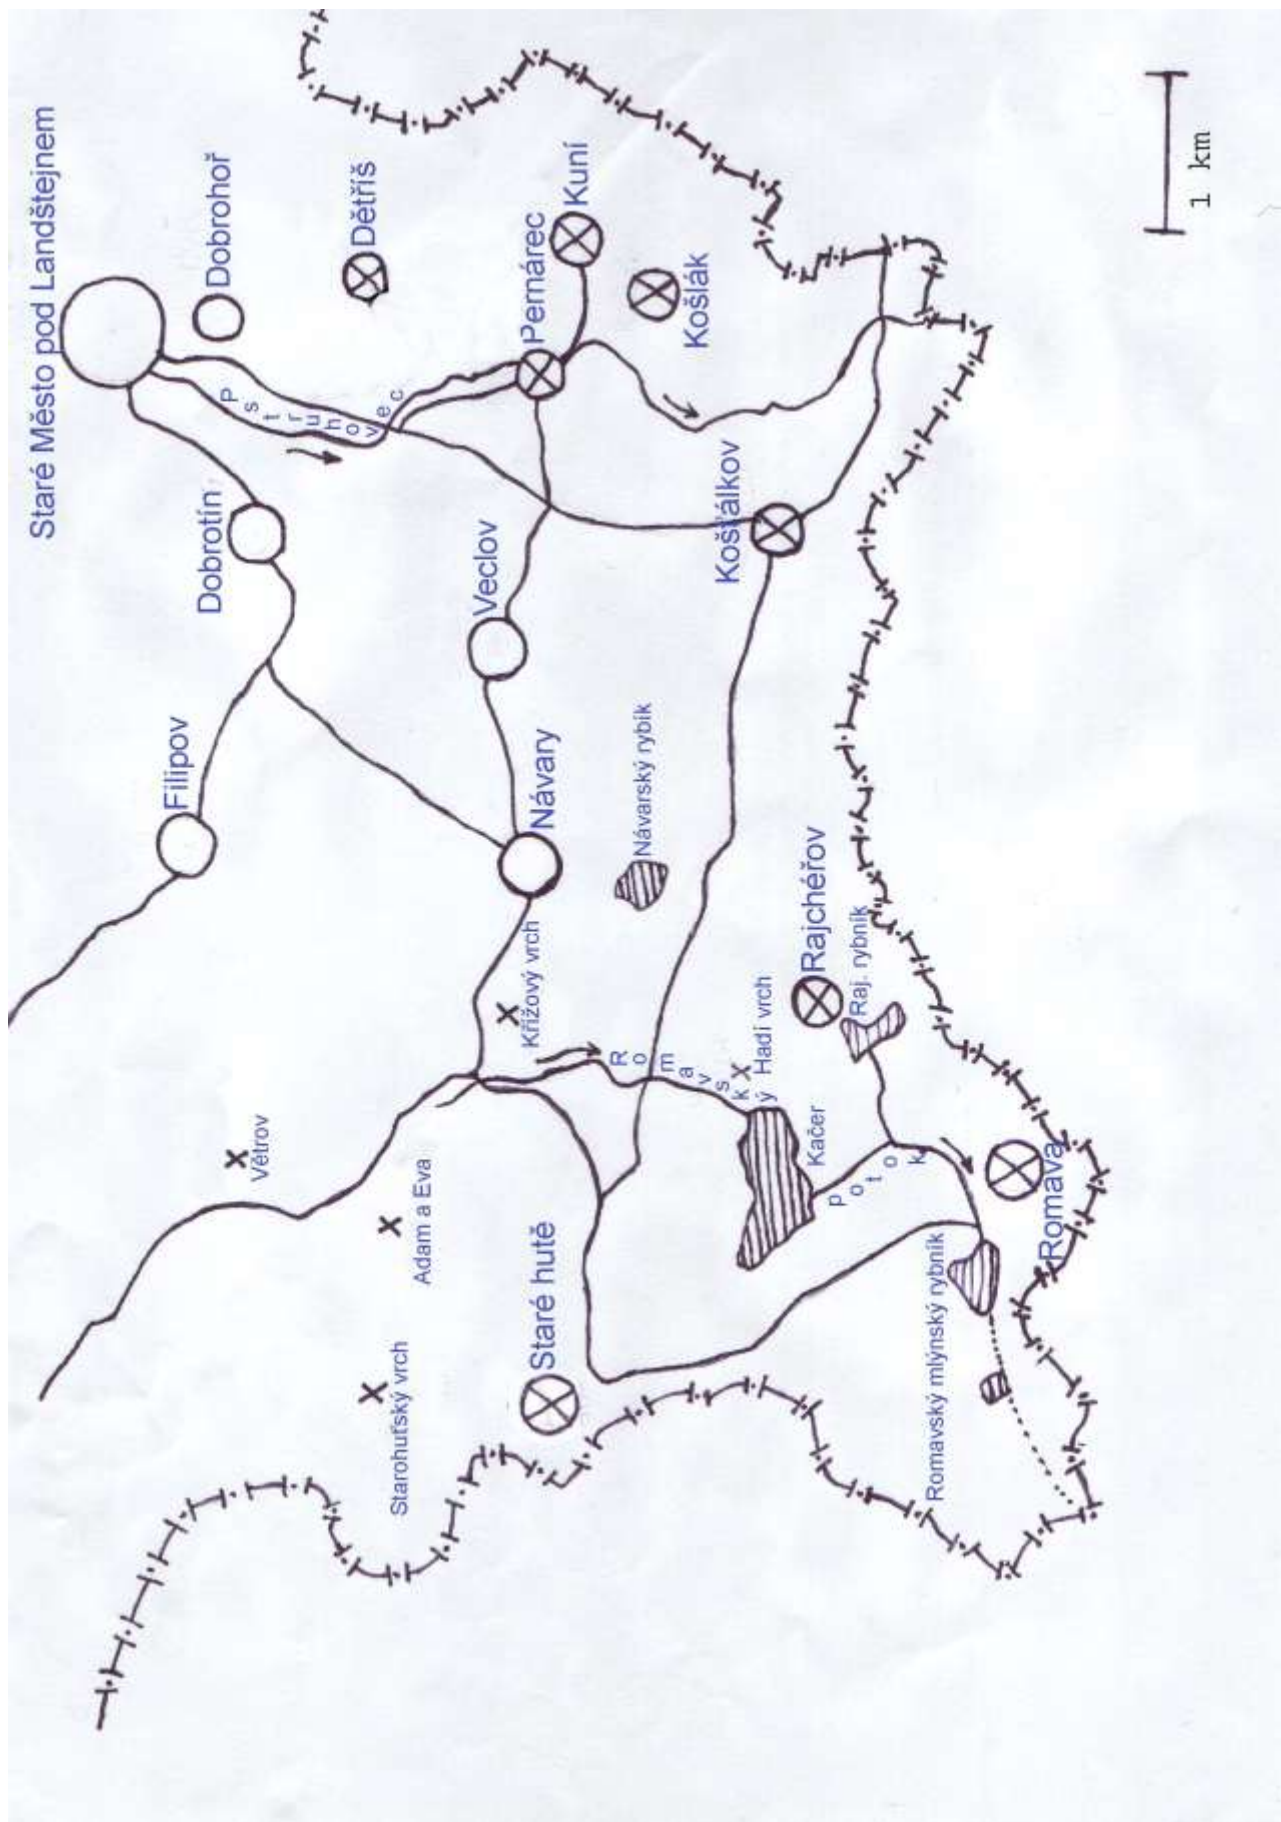 Staré Město pod Landštejnem
Filipov
Dobrotín
Dobrohoř
Větrov
Pstruhovec
Dětříš
Starohuťský vrch
Adam a Eva
Veclov
Pernárec
Křížový vrch
Staré hutě
Návary
Kuní
Návarský rybík
Romavský
Košlák
Košťálkov
Hadí vrch
Kačer
Rajchéřov
potok
Raj. rybník
Romavský mlýnský rybník
Romava
1 km